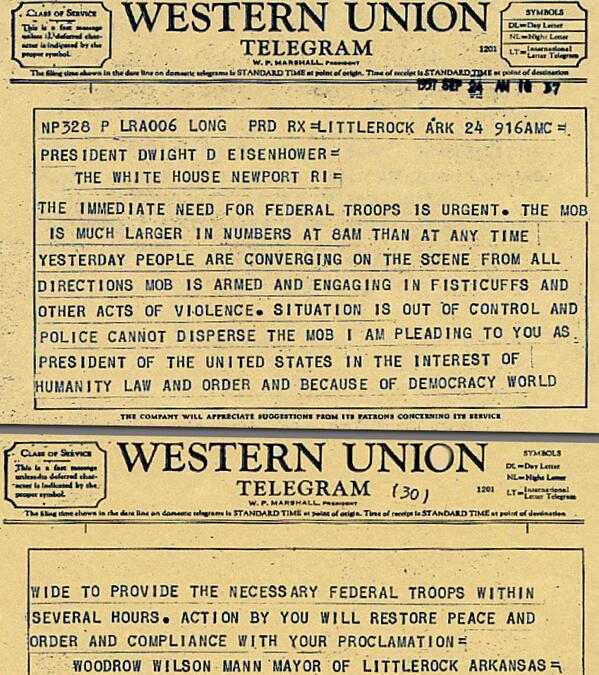 CLASS OF SERVICE
This is a fast message
unless its deferred char-
acter is indicated by the
proper symbol.
WESTERN UNION
TELEGRAM
W. P. MARSHALL, PRESIDENT
1201
SYMBOLS
DL=Day Letter
NL=Night Letter
LT=International Letter Telegram
The filing time shown in the date line on domestic telegrams is STANDARD TIME at point of origin. Time of receipt is STANDARD TIME at point of destination
1957 SEP 24 AM 10 37
NP328 P LRA006 LONG PRD RX=LITTLEROCK ARK 24 916AMC=
PRESIDENT DWIGHT D EISENHOWER=
THE WHITE HOUSE NEWPORT RI=
THE IMMEDIATE NEED FOR FEDERAL TROOPS IS URGENT. THE MOB
IS MUCH LARGER IN NUMBERS AT 8AM THAN AT ANY TIME
YESTERDAY PEOPLE ARE CONVERGING ON THE SCENE FROM ALL
DIRECTIONS MOB IS ARMED AND ENGAGING IN FISTICUFFS AND
OTHER ACTS OF VIOLENCE. SITUATION IS OUT OF CONTROL AND
POLICE CANNOT DISPERSE THE MOB I AM PLEADING TO YOU AS
PRESIDENT OF THE UNITED STATES IN THE INTEREST OF
HUMANITY LAW AND ORDER AND BECAUSE OF DEMOCRACY WORLD
THE COMPANY WILL APPRECIATE SUGGESTIONS FROM ITS PATRONS CONCERNING ITS SERVICE
CLASS OF SERVICE
This is a fast message
unless its deferred char-
acter is indicated by the
proper symbol.
WESTERN UNION
TELEGRAM (30)
W. P. MARSHALL, PRESIDENT
1201
SYMBOLS
DL=Day Letter
NL=Night Letter
LT=International Letter Telegram
The filing time shown in the date line on domestic telegrams is STANDARD TIME at point of origin. Time of receipt is STANDARD TIME at point of destination
WIDE TO PROVIDE THE NECESSARY FEDERAL TROOPS WITHIN
SEVERAL HOURS. ACTION BY YOU WILL RESTORE PEACE AND
ORDER AND COMPLIANCE WITH YOUR PROCLAMATION=
WOODROW WILSON MANN MAYOR OF LITTLEROCK ARKANSAS=